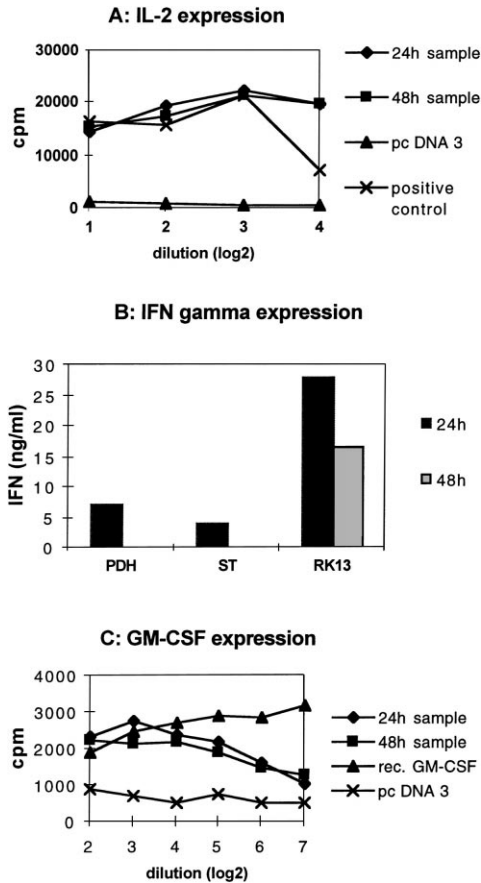 A: IL-2 expression
30000
20000
10000
0
cpm
1 2 3 4
dilution (log2)
24h sample
48h sample
pc DNA 3
positive
control
B: IFN gamma expression
30
25
20
15
10
5
0
IFN (ng/ml)
PDH ST RK13
24h
48h
C: GM-CSF expression
4000
3000
2000
1000
0
cpm
2 3 4 5 6 7
dilution (log2)
24h sample
48h sample
rec. GM-CSF
pc DNA 3